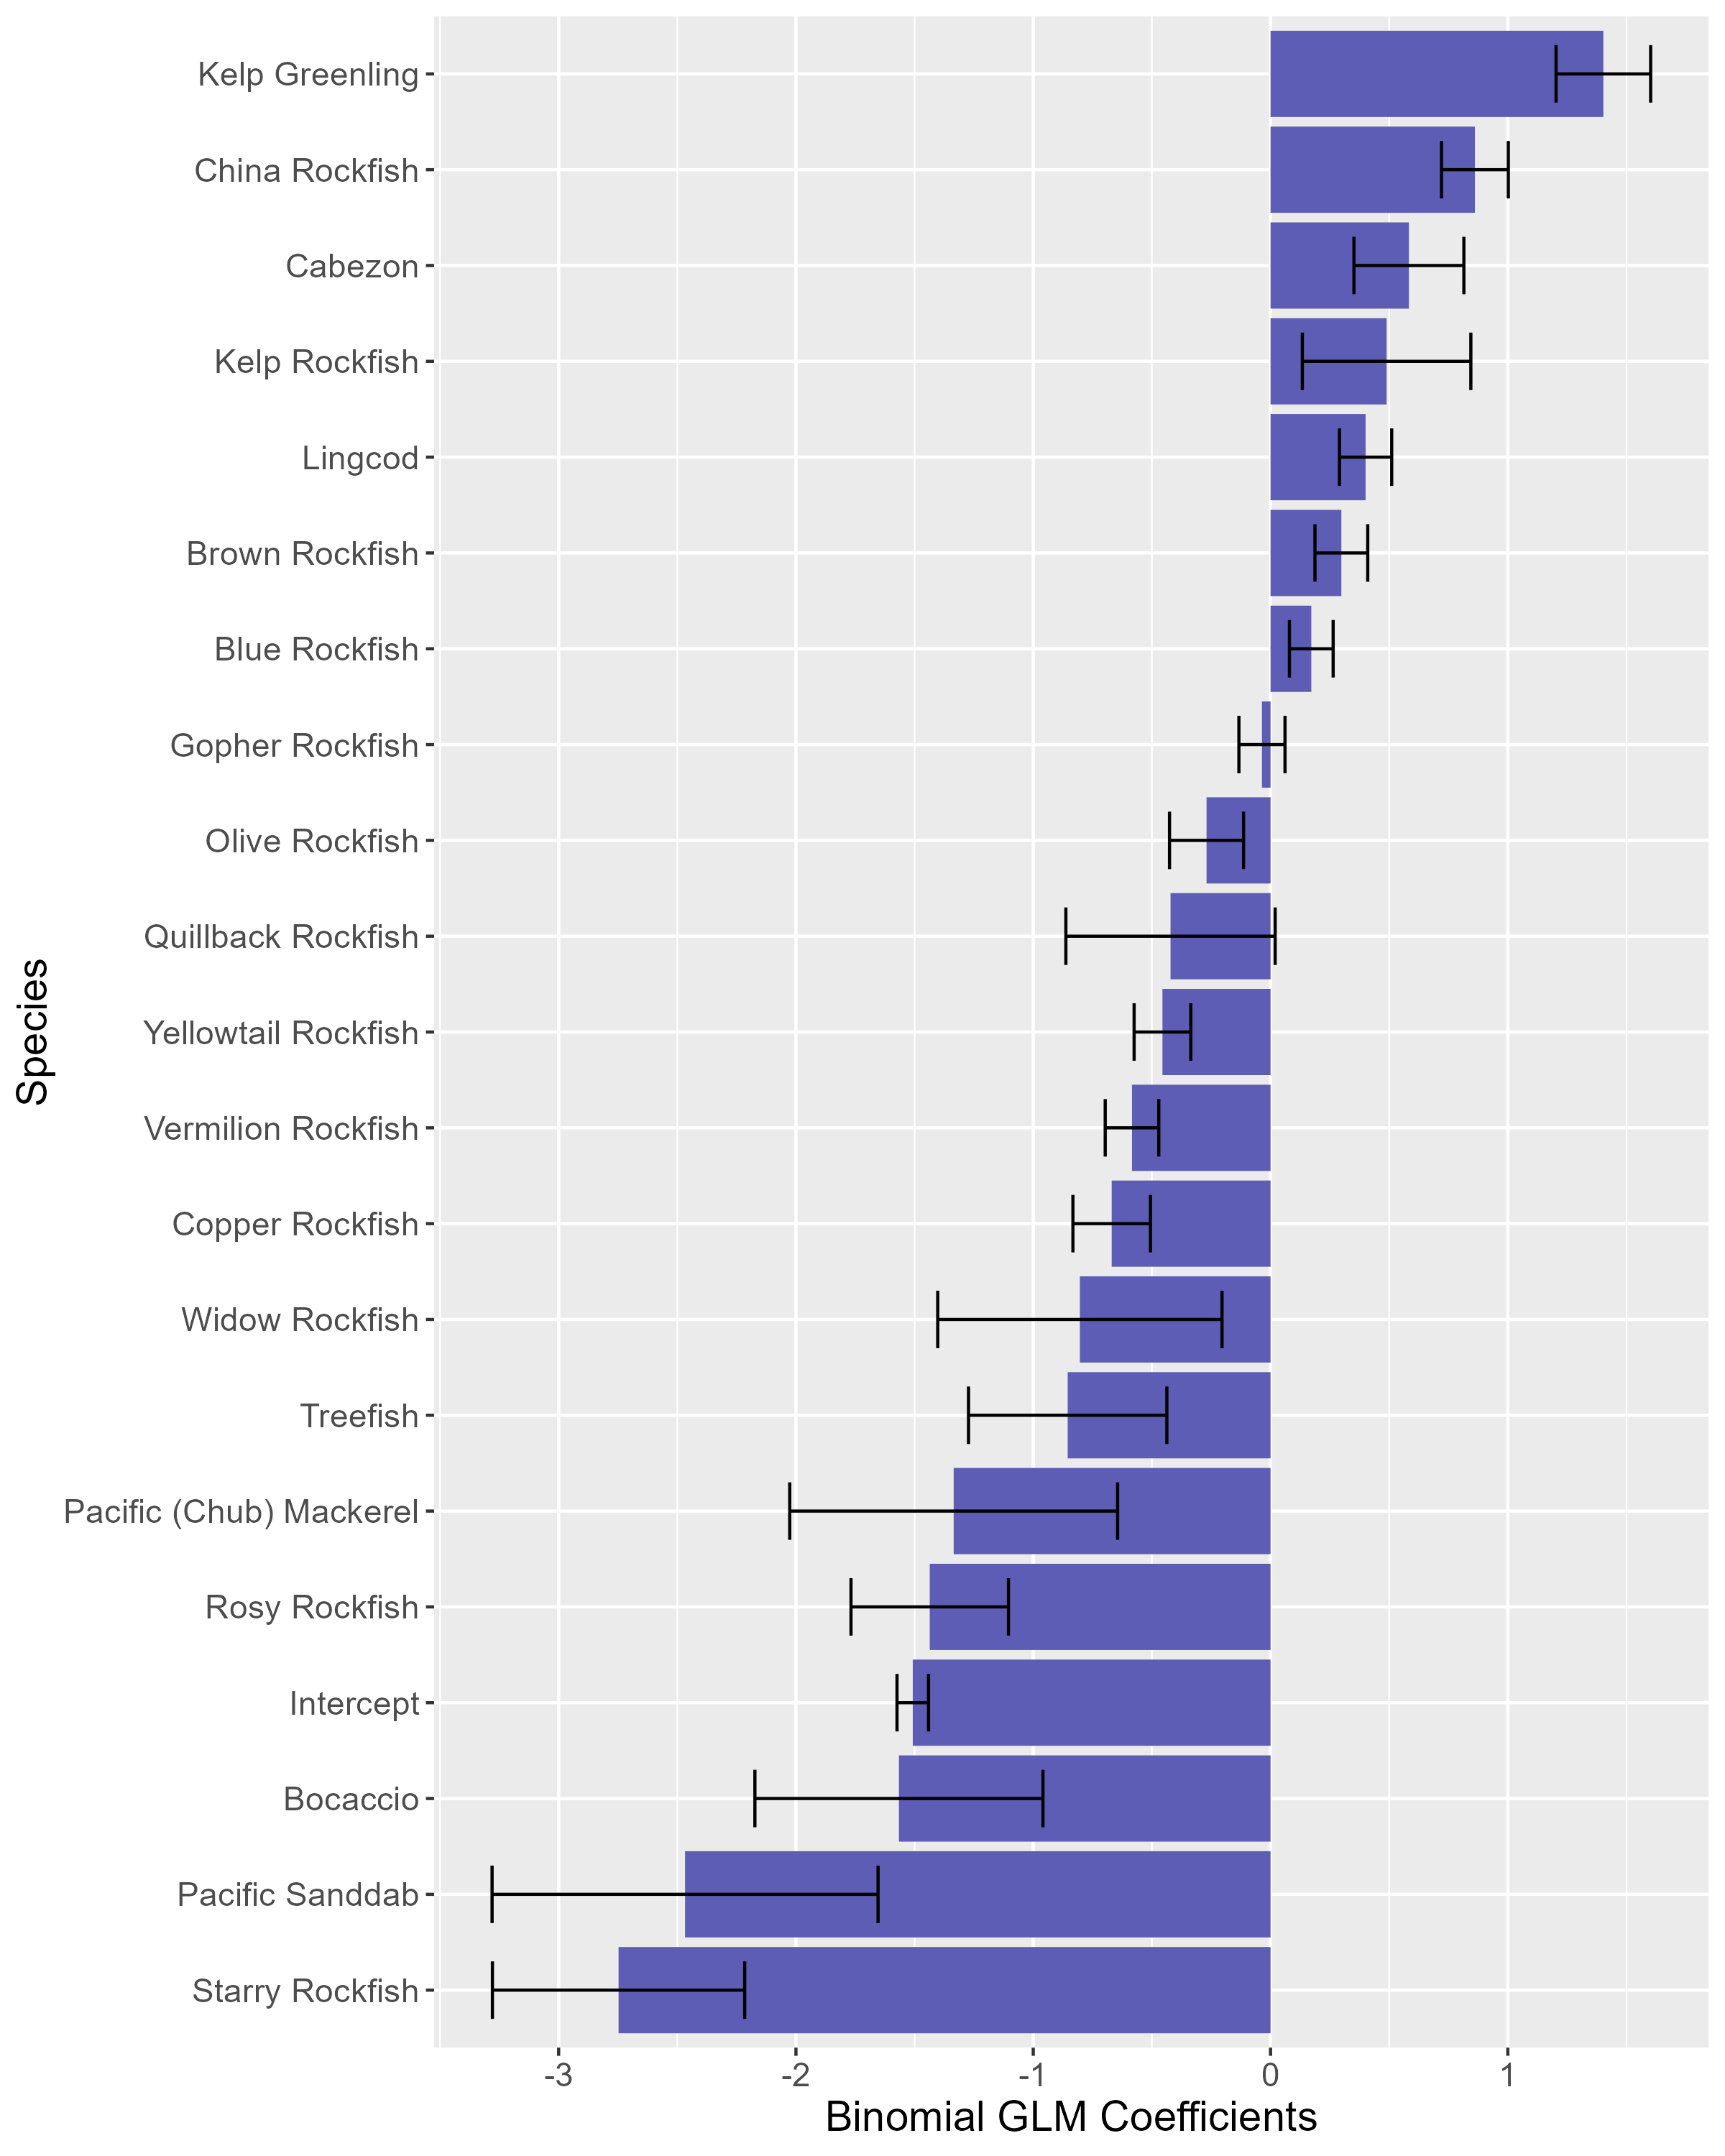 Kelp Greenling
China Rockfish
Cabezon
Kelp Rockfish
Lingcod
Brown Rockfish
Blue Rockfish
Gopher Rockfish
Olive Rockfish
Quillback Rockfish
Yellowtail Rockfish
Vermilion Rockfish
Copper Rockfish
Widow Rockfish
Treefish
Pacific (Chub) Mackerel
Rosy Rockfish
Intercept
Bocaccio
Pacific Sanddab
Starry Rockfish
Species
-3 -2 -1 0 1
Binomial GLM Coefficients